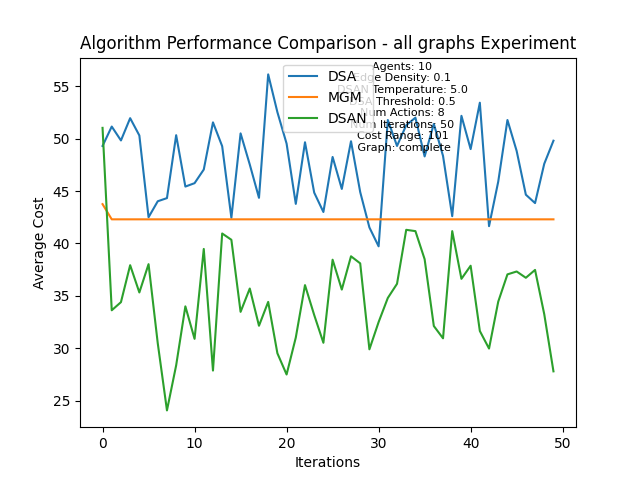 Algorithm Performance Comparison - all graphs Experiment
DSA
MGM
DSAN
Agents: 10
Edge Density: 0.1
DSAN Temperature: 5.0
DSA Threshold: 0.5
Num Actions: 8
Num Iterations: 50
Cost Range: 101
Graph: complete
55
50
45
40
35
30
25
Average Cost
0 10 20 30 40 50
Iterations